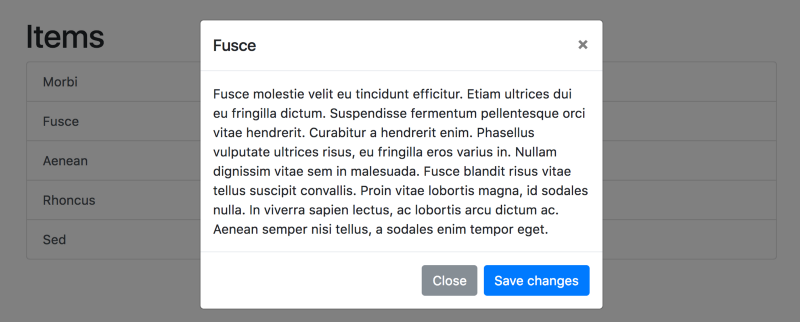 Items
Morbi
Fusce
Aenean
Rhoncus
Sed
Fusce
×
Fusce molestie velit eu tincidunt efficitur. Etiam ultrices dui
eu fringilla dictum. Suspendisse fermentum pellentesque orci
vitae hendrerit. Curabitur a hendrerit enim. Phasellus
vulputate ultrices risus, eu fringilla eros varius in. Nullam
dignissim vitae sem in malesuada. Fusce blandit risus vitae
tellus suscipit convallis. Proin vitae lobortis magna, id sodales
nulla. In viverra sapien lectus, ac lobortis arcu dictum ac.
Aenean semper nisi tellus, a sodales enim tempor eget.
Close
Save changes